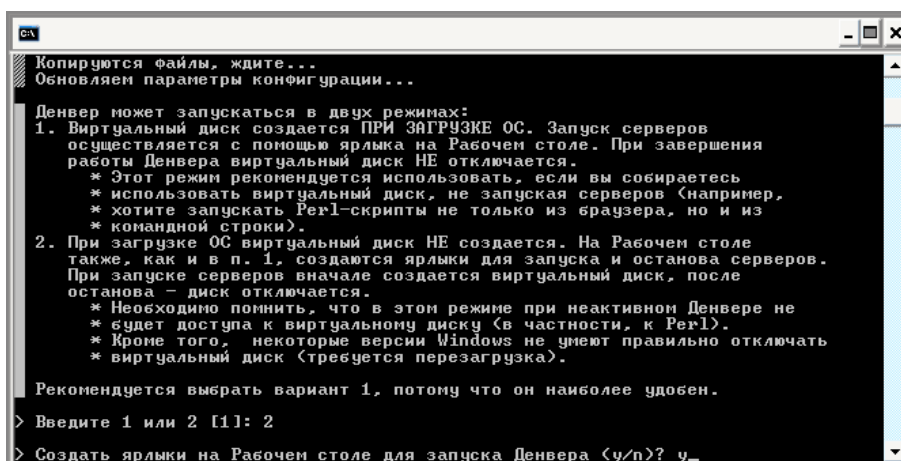 C:\
Копируются файлы, ждите...
Обновляем параметры конфигурации...
Денвер может запускаться в двух режимах:
1. Виртуальный диск создается ПРИ ЗАГРУЗКЕ ОС. Запуск серверов
осуществляется с помощью ярлыка на Рабочем столе. При завершения
работы Денвера виртуальный диск НЕ отключается.
* Этот режим рекомендуется использовать, если вы собираетесь
* использовать виртуальный диск, не запуская серверов (например,
* хотите запускать Perl-скрипты не только из браузера, но и из
* командной строки).
2. При загрузке ОС виртуальный диск НЕ создается. На Рабочем столе
также, как и в п. 1, создаются ярлыки для запуска и останова серверов.
При запуске серверов вначале создается виртуальный диск, после
останова - диск отключается.
* Необходимо помнить, что в этом режиме при неактивном Денвере не
* будет доступа к виртуальному диску (в частности, к Perl).
* Кроме того, некоторые версии Windows не умеют правильно отключать
* виртуальный диск (требуется перезагрузка).
Рекомендуется выбрать вариант 1, потому что он наиболее удобен.
> Введите 1 или 2 [1]: 2
> Создать ярлыки на Рабочем столе для запуска Денвера (y/n)? y_